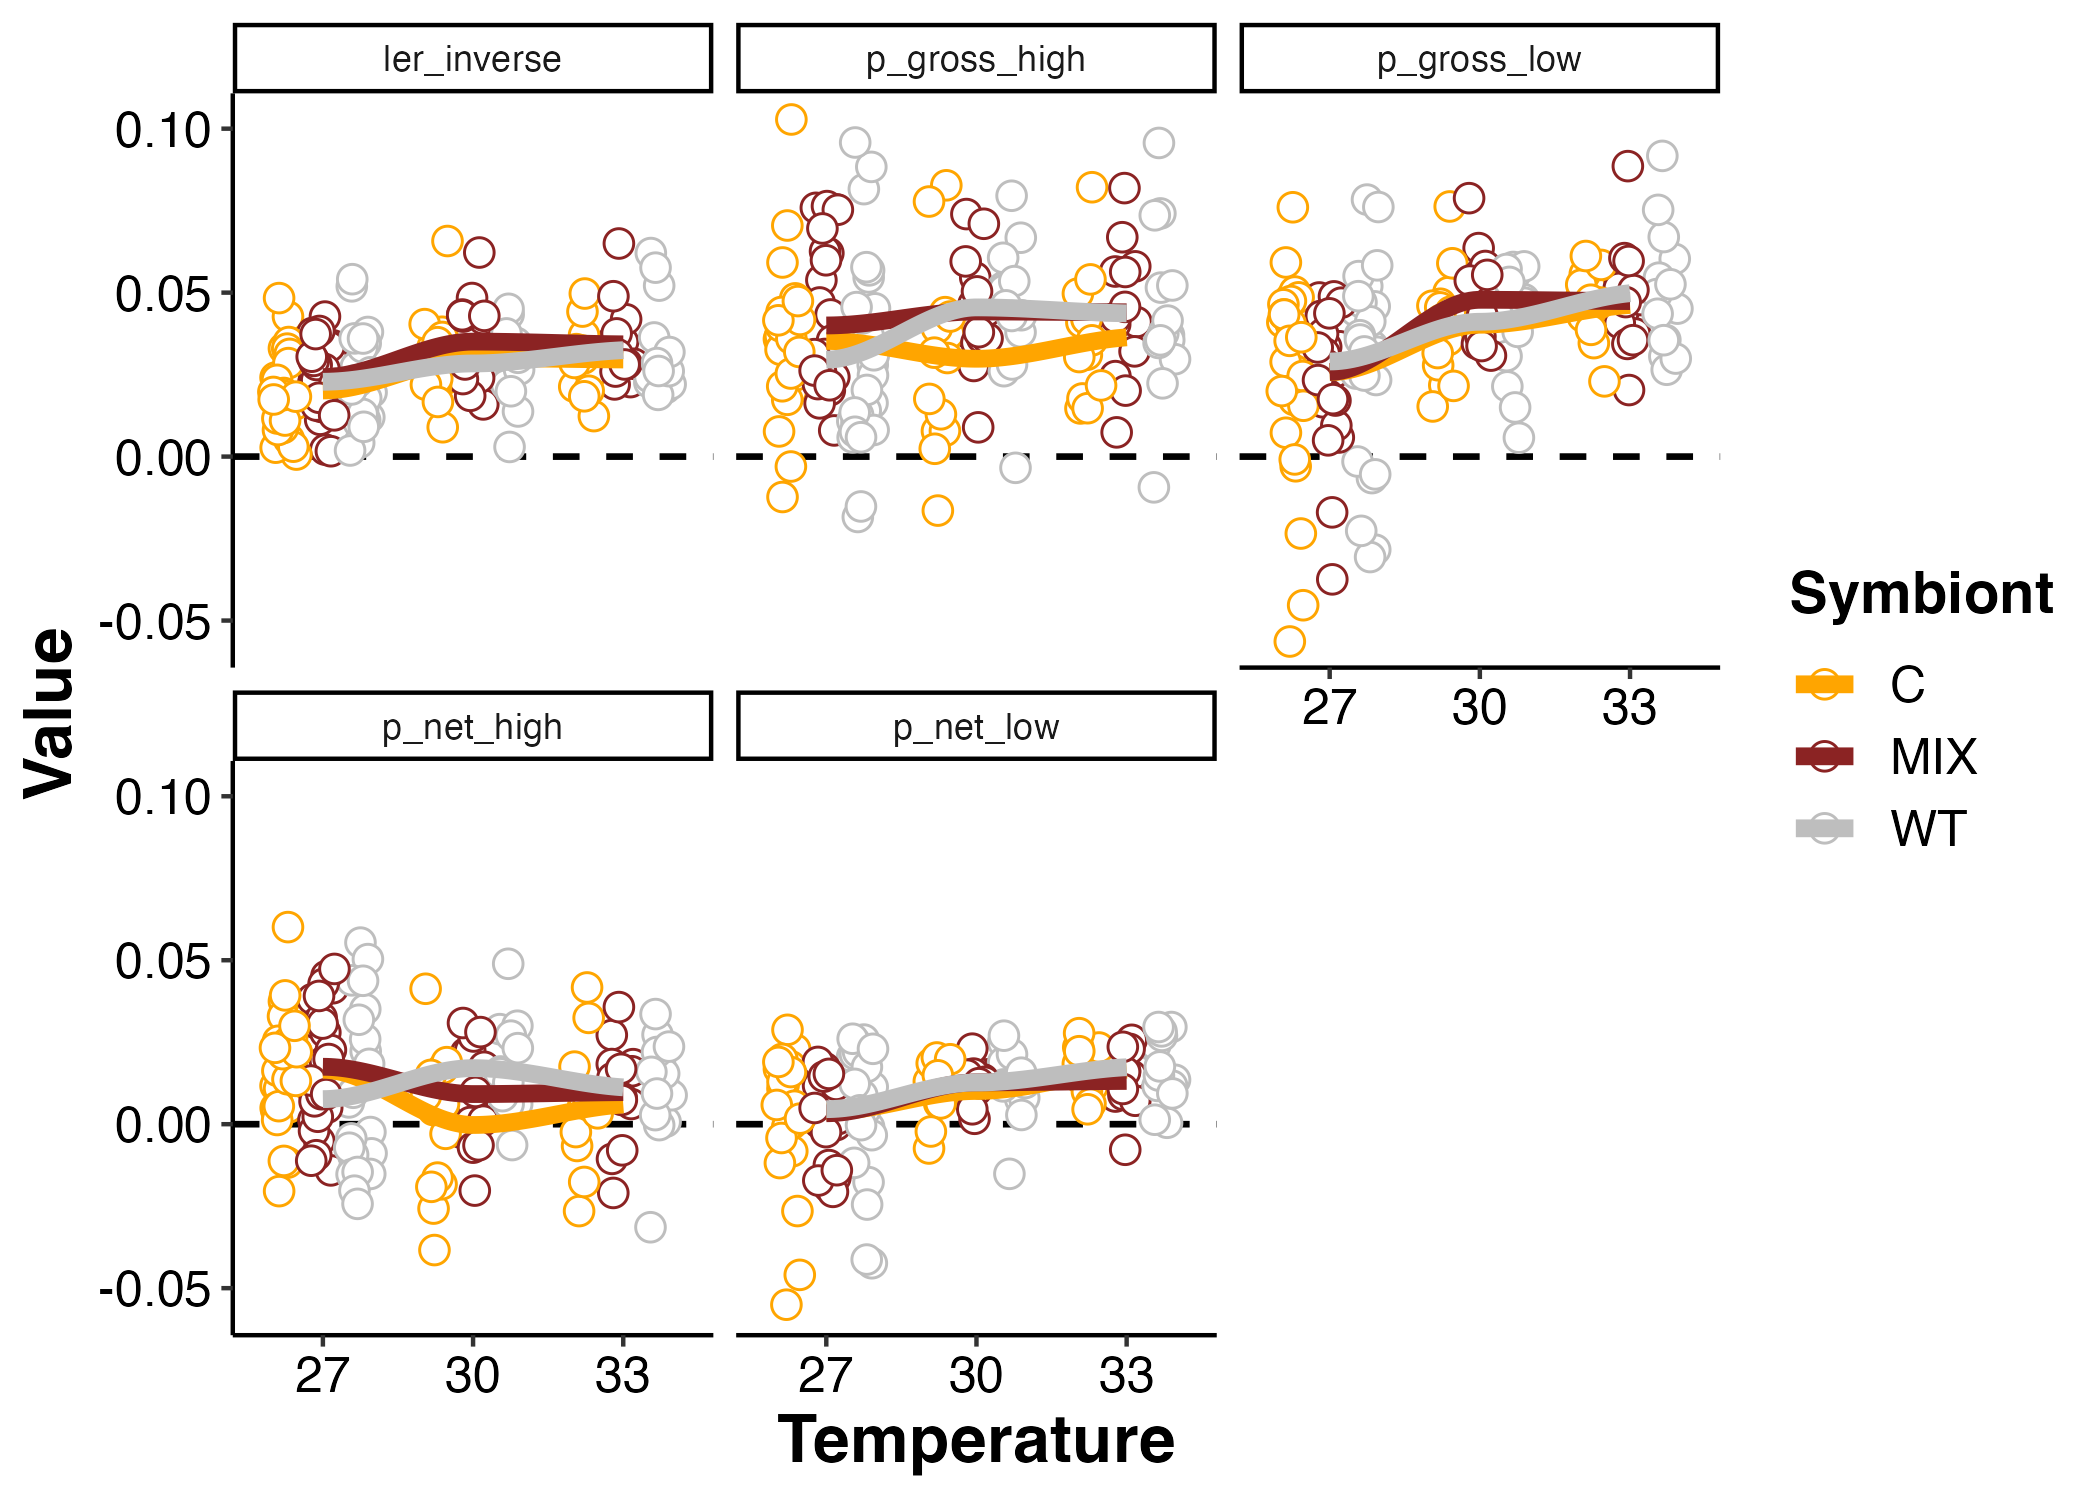 ler_inverse
p_gross_high
p_gross_low
0.10
0.05
0.00
-0.05
27
30
33
p_net_high
p_net_low
0.10
0.05
0.00
-0.05
27
30
33
27
30
33
Value
Temperature
Symbiont
C
MIX
WT